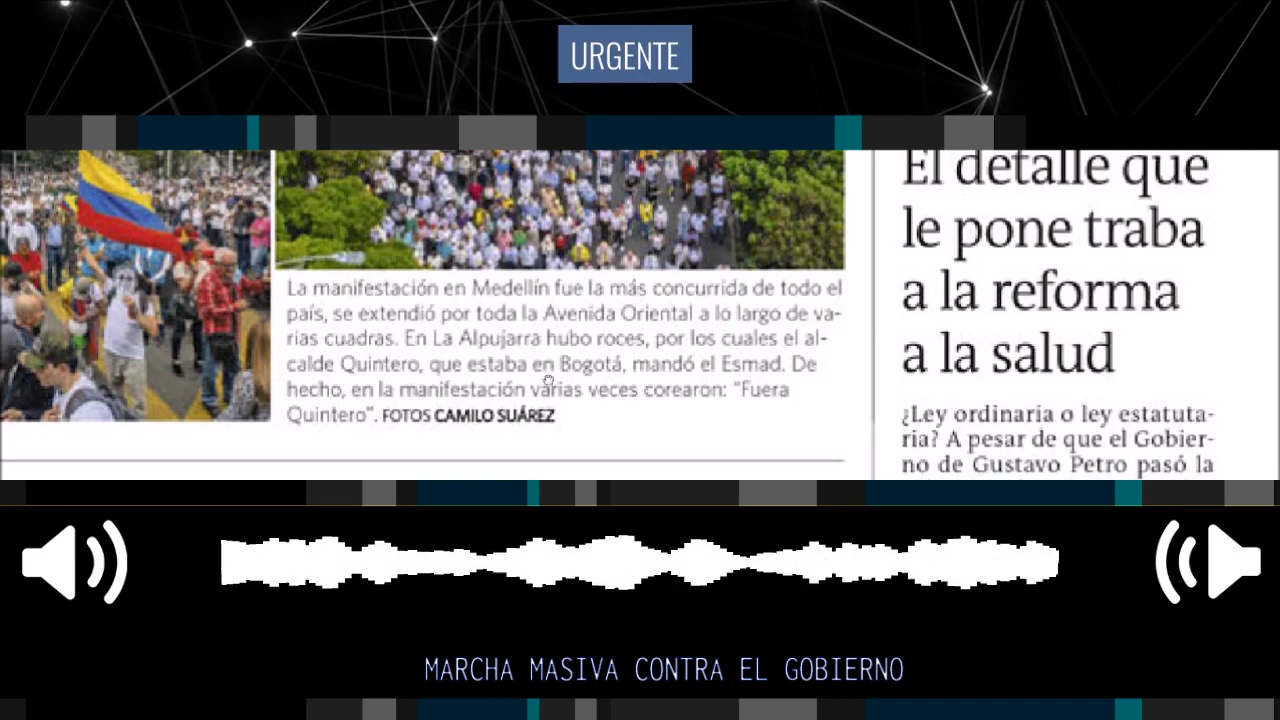 URGENTE
La manifestación en Medellín fue la más concurrida de todo el
país, se extendió por toda la Avenida Oriental a lo largo de va-
rias cuadras. En La Alpujarra hubo roces, por los cuales el al-
calde Quintero, que estaba en Bogotá, mandó el Esmad. De
hecho, en la manifestación varias veces corearon: “Fuera
Quintero”. FOTOS CAMILO SUÁREZ
El detalle que
le pone traba
a la reforma
a la salud
¿Ley ordinaria o ley estatuta-
ria? A pesar de que el Gobier-
no de Gustavo Petro pasó la
MARCHA MASIVA CONTRA EL GOBIERNO